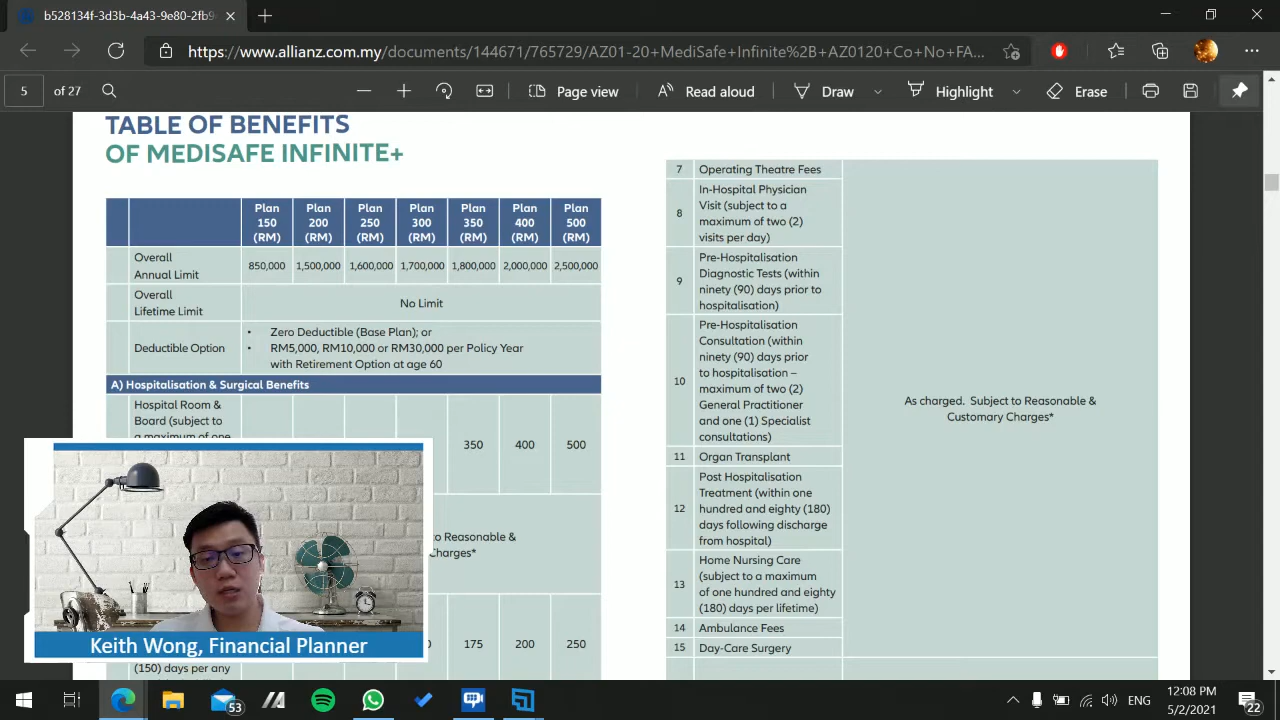 b528134f-3d3b-4a43-9e80-2fb9
https://www.allianz.com.my/documents/144671/765729/AZ01-20+MediSafe+Infinite%2B+AZ0120+Co+No+FA...
5 of 27
Page view
Read aloud
Draw
Highlight
Erase
TABLE OF BENEFITS
OF MEDISAFE INFINITE+
Plan 150 (RM) Plan 200 (RM) Plan 250 (RM) Plan 300 (RM) Plan 350 (RM) Plan 400 (RM) Plan 500 (RM)
Overall
Annual Limit
850,000 1,500,000 1,600,000 1,700,000 1,800,000 2,000,000 2,500,000
Overall
Lifetime Limit
No Limit
Deductible Option
• Zero Deductible (Base Plan); or
• RM5,000, RM10,000 or RM30,000 per Policy Year
with Retirement Option at age 60
A) Hospitalisation & Surgical Benefits
Hospital Room &
Board (subject to
a maximum of one
350 400 500
to Reasonable &
Charges*
175 200 250
(150) days per any
7 Operating Theatre Fees
8 In-Hospital Physician
Visit (subject to a
maximum of two (2)
visits per day)
9 Pre-Hospitalisation
Diagnostic Tests (within
ninety (90) days prior to
hospitalisation)
10 Pre-Hospitalisation
Consultation (within
ninety (90) days prior
to hospitalisation –
maximum of two (2)
General Practitioner
and one (1) Specialist
consultations)
11 Organ Transplant
12 Post Hospitalisation
Treatment (within one
hundred and eighty (180)
days following discharge
from hospital)
13 Home Nursing Care
(subject to a maximum
of one hundred and eighty
(180) days per lifetime)
14 Ambulance Fees
15 Day-Care Surgery
As charged. Subject to Reasonable &
Customary Charges*
Keith Wong, Financial Planner
53
ENG
12:08 PM
5/2/2021
22